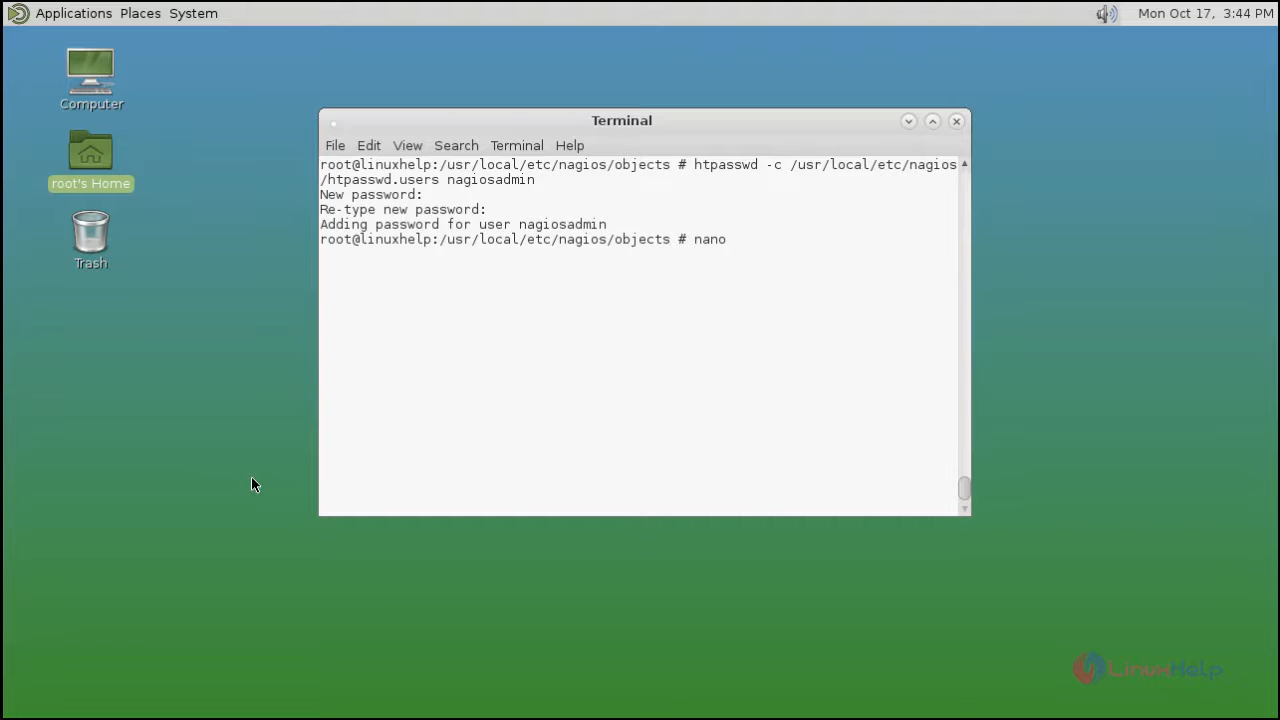 Applications Places System
Mon Oct 17, 3:44 PM
Computer
root's Home
Trash
Terminal
File Edit View Search Terminal Help
root@linuxhelp:/usr/local/etc/nagios/objects # htpasswd -c /usr/local/etc/nagios
/htpasswd.users nagiosadmin
New password:
Re-type new password:
Adding password for user nagiosadmin
root@linuxhelp:/usr/local/etc/nagios/objects # nano
LinuxHelp